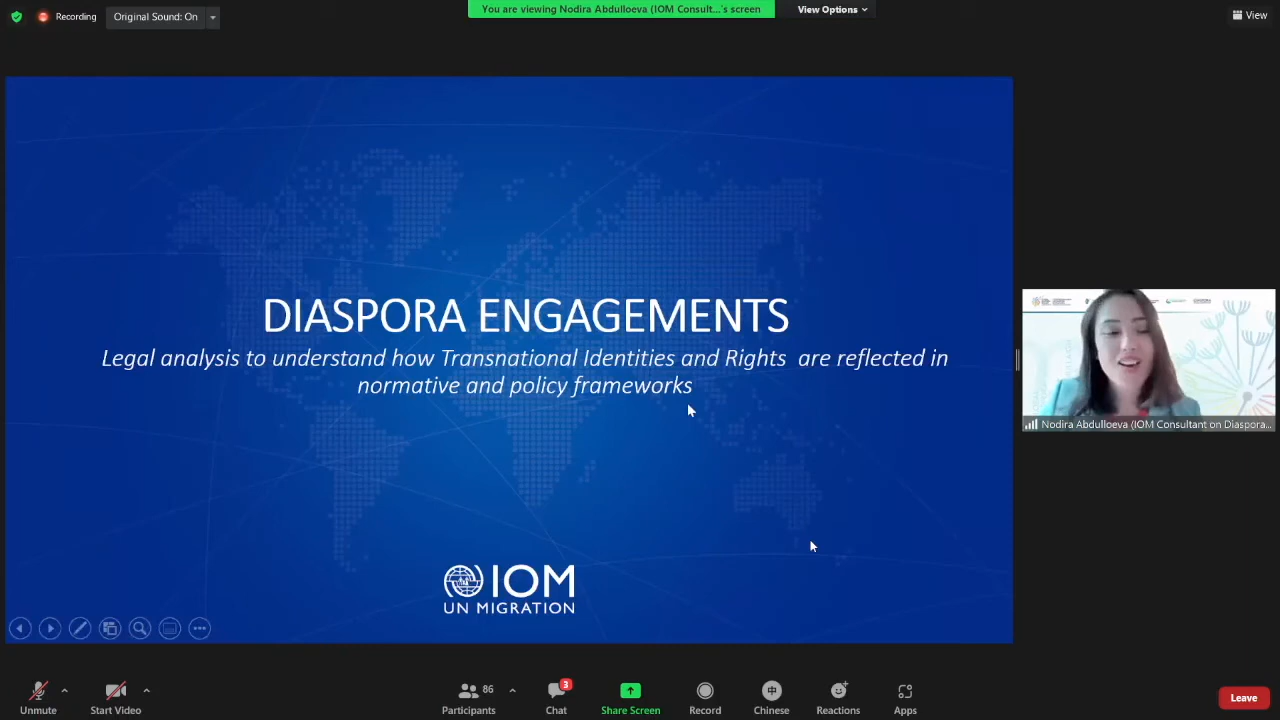 Recording
Original Sound: On
You are viewing Nodira Abdulloeva (IOM Consult...'s screen
View Options
View
DIASPORA ENGAGEMENTS
Legal analysis to understand how Transnational Identities and Rights are reflected in
normative and policy frameworks
IOM
UN MIGRATION
Nodira Abdulloeva (IOM Consultant on Diaspora...
Unmute
Start Video
86
Participants
3
Chat
Share Screen
Record
中
Chinese
Reactions
Apps
Leave